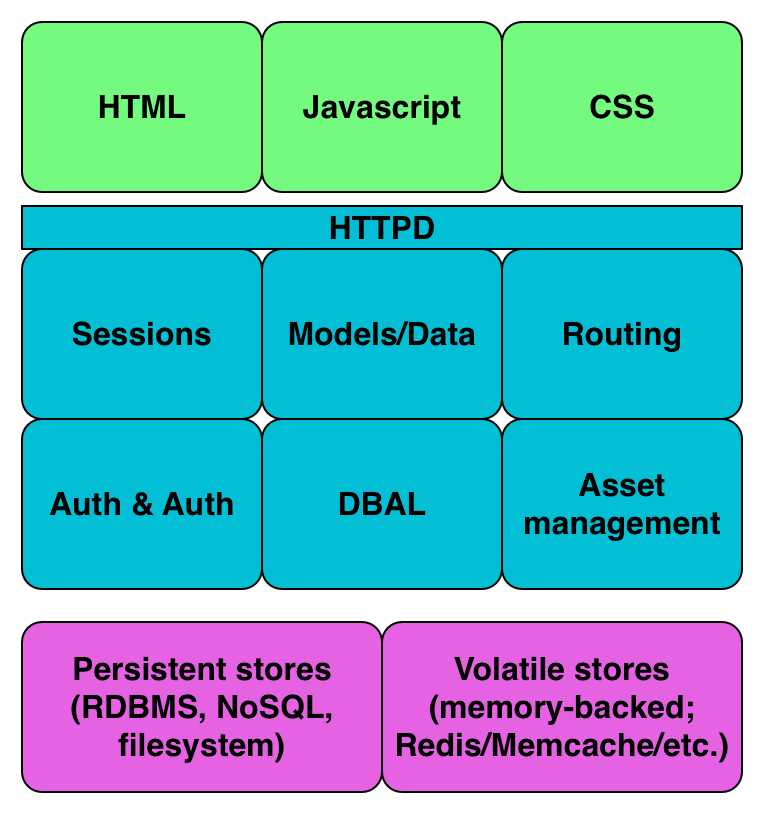 HTML
Javascript
CSS
HTTPD
Sessions
Models/Data
Routing
Auth & Auth
DBAL
Asset
management
Persistent stores
(RDBMS, NoSQL,
filesystem)
Volatile stores
(memory-backed;
Redis/Memcache/etc.)